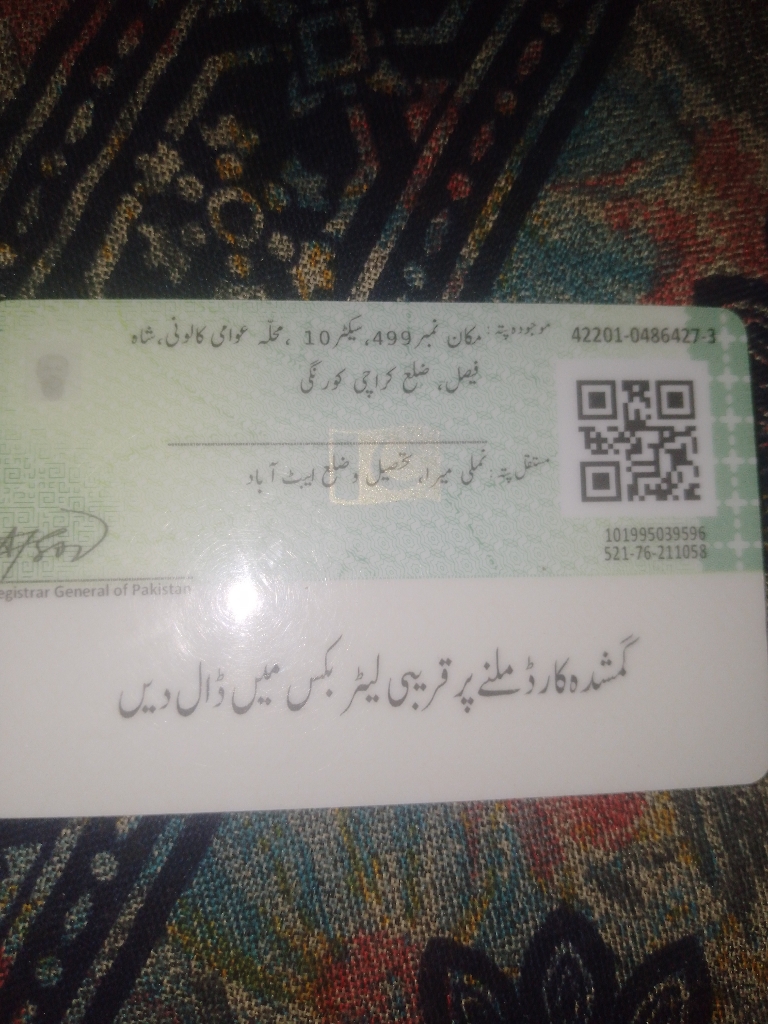 42201-0486427-3
موجودہ پتہ: مکان نمبر 499، سیکٹر 10، محلّہ عوامی کالونی، شاہ
فیصل، ضلع کراچی کورنگی
مستقل پتہ: نملی میرا، تحصیل و ضلع ایبٹ آباد
101995039596
521-76-211058
egistrar General of Pakistan
گمشدہ کارڈ ملنے پر قریبی لیٹر بکس میں ڈال دیں